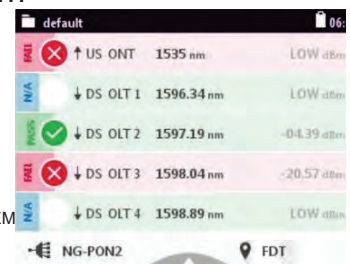 default 06:
FAIL ↑ US ONT 1535 nm LOW dBm
N/A ↓ DS OLT 1 1596.34 nm LOW dBm
PASS ↓ DS OLT 2 1597.19 nm -04.39 dBm
FAIL ↓ DS OLT 3 1598.04 nm -20.57 dBm
EM N/A ↓ DS OLT 4 1598.89 nm LOW dBm
NG-PON2 FDT